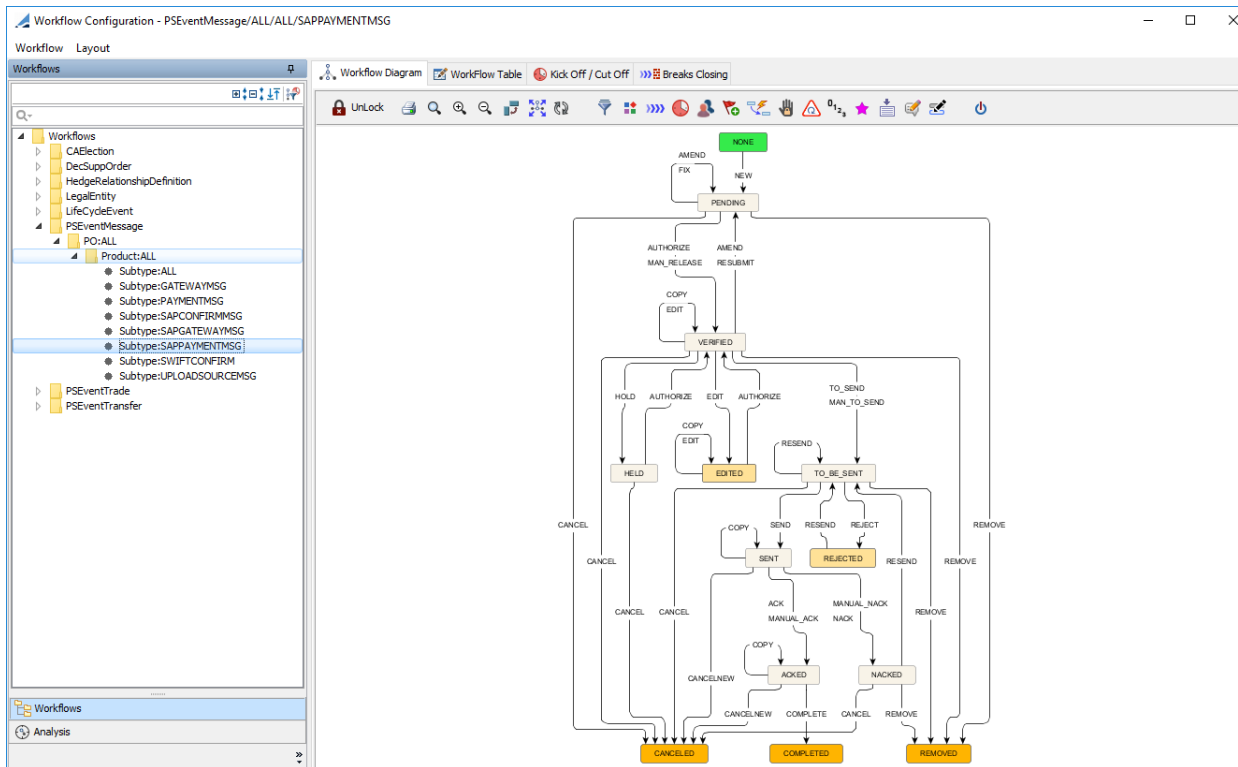 Workflow Configuration - PSEventMessage/ALL/ALL/SAPPAYMENTMSG
Workflow Layout
Workflows
Workflow Diagram WorkFlow Table Kick Off / Cut Off Breaks Closing
UnLock
Workflows
CAElection
DecSuppOrder
HedgeRelationshipDefinition
LegalEntity
LifeCycleEvent
PSEventMessage
PO:ALL
Product:ALL
Subtype:ALL
Subtype:GATEWAYMSG
Subtype:PAYMENTMSG
Subtype:SAPCONFIRMMSG
Subtype:SAPGATEWAYMSG
Subtype:SAPPAYMENTMSG
Subtype:SWIFTCONFIRM
Subtype:UPLOADSOURCEMSG
PSEventTrade
PSEventTransfer
Workflows
Analysis
NONE
AMEND
FIX
NEW
PENDING
AUTHORIZE AMEND
MAN_RELEASE RESUBMIT
COPY
EDIT
VERIFIED
TO_SEND
HOLD AUTHORIZE EDIT AUTHORIZE
MAN_TO_SEND
COPY
EDIT
RESEND
HELD EDITED TO_BE_SENT
CANCEL COPY SEND RESEND REJECT REMOVE
SENT REJECTED
CANCEL RESEND REMOVE
ACK MANUAL_NACK
CANCEL CANCEL MANUAL_ACK NACK REMOVE
COPY
CANCELNEW ACKED NACKED
CANCELNEW COMPLETE CANCEL REMOVE
CANCELED COMPLETED REMOVED